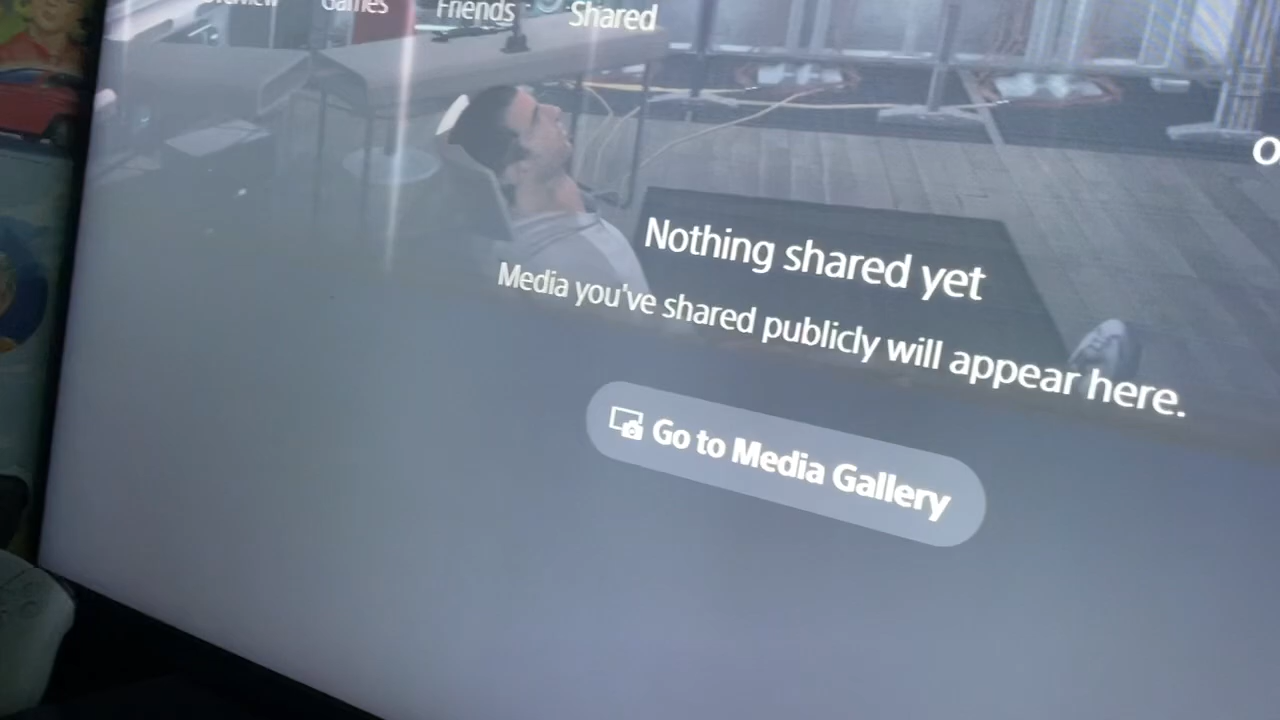 Games Friends Shared
Nothing shared yet
Media you've shared publicly will appear here.
Go to Media Gallery